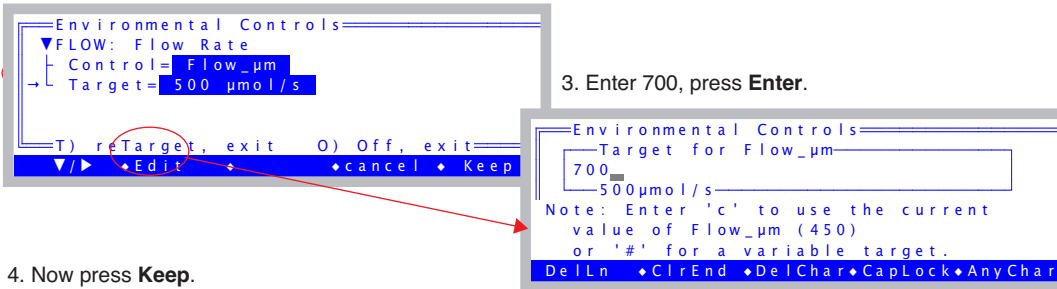 Environmental Controls
▼FLOW: Flow Rate
Control= Flow_µm
→ Target= 500 µmol/s
T) reTarget, exit O) Off, exit
▼/▶ ◆Edit ◆ ◆cancel ◆ Keep
3. Enter 700, press Enter.
Environmental Controls
Target for Flow_µm
700_
500µmol/s
Note: Enter 'c' to use the current
value of Flow_µm (450)
or '#' for a variable target.
DelLn ◆ClrEnd ◆DelChar◆CapLock◆AnyChar
4. Now press Keep.